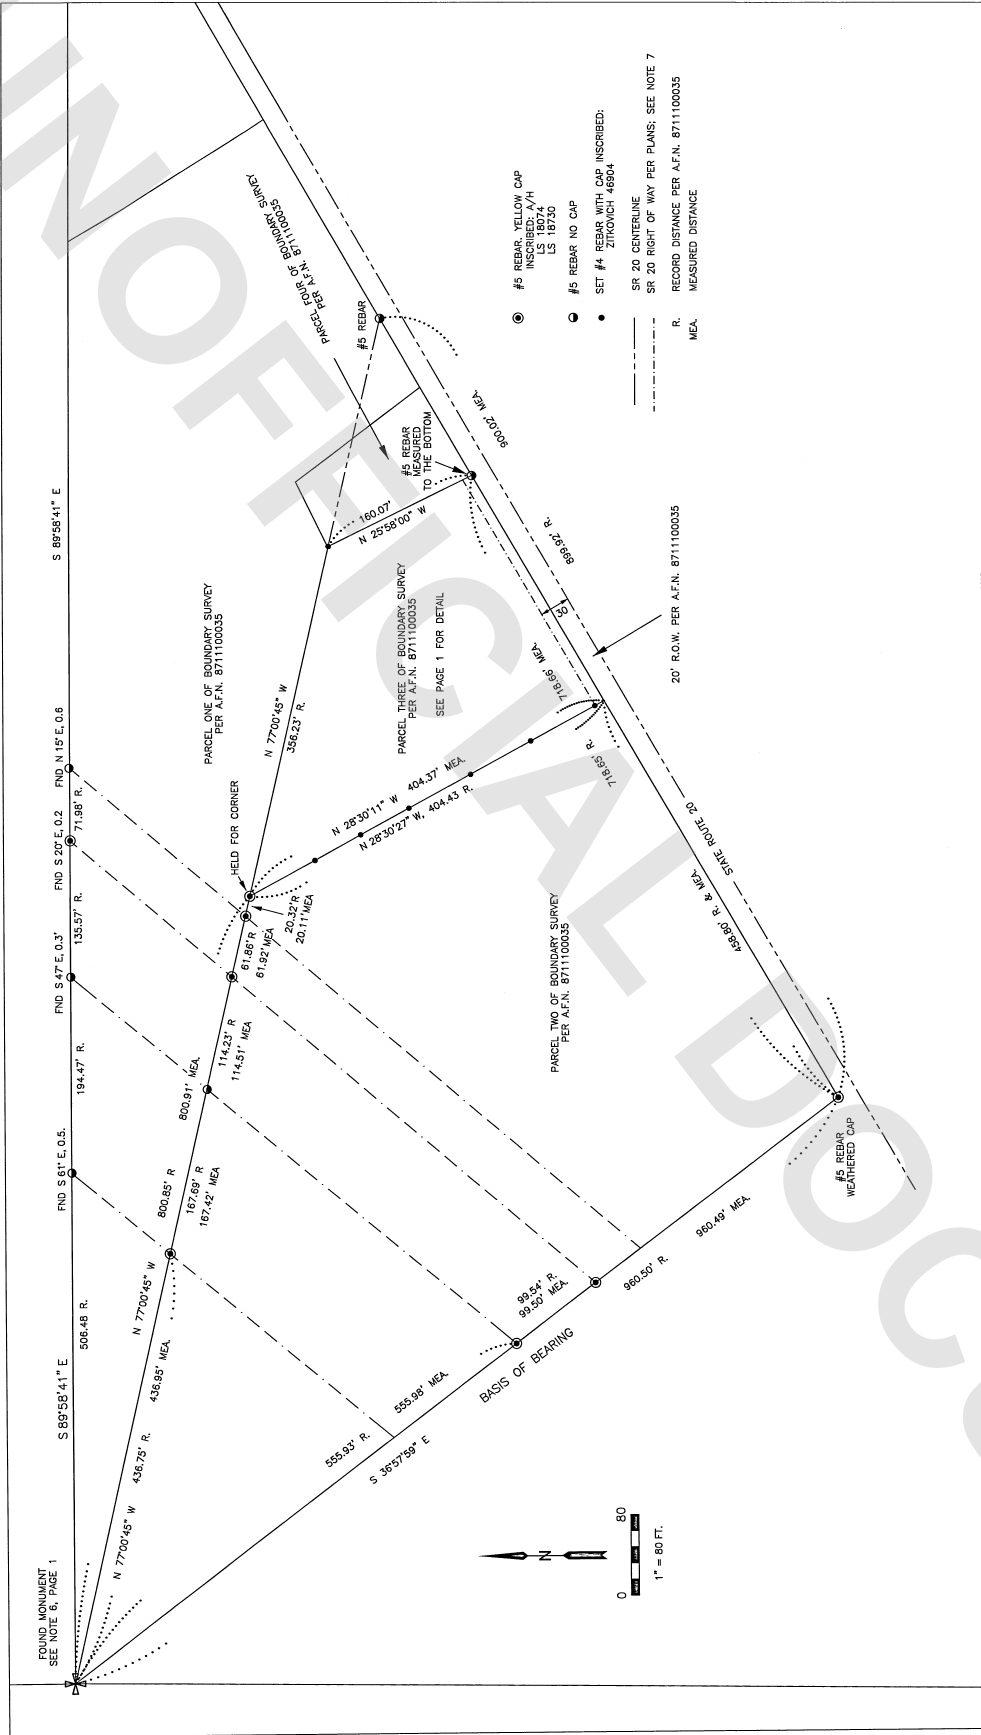 UNOFFICIAL DOCU
FOUND MONUMENT
SEE NOTE 6, PAGE 1
S 89°58'41" E
506.48 R.
FND S 61° E, 0.5.
194.47' R.
FND S 47° E, 0.3'
135.57' R.
FND S 20° E, 0.2
71.98' R.
FND N 15° E, 0.6
S 89°58'41" E
N 77°00'45" W
436.75' R.
436.95' MEA.
N 77°00'45" W
800.85' R
800.91' MEA.
167.69' R
167.42' MEA
114.23' R
114.51' MEA
61.86' R
61.92' MEA
20.32'R
20.11'MEA
HELD FOR CORNER
N 77°00'45" W
356.23' R.
PARCEL ONE OF BOUNDARY SURVEY
PER A.F.N. 8711100035
PARCEL THREE OF BOUNDARY SURVEY
PER A.F.N. 8711100035
SEE PAGE 1 FOR DETAIL
PARCEL FOUR OF BOUNDARY SURVEY
PER A.F.N. 8711100035
#5 REBAR
#5 REBAR
MEASURED
TO THE BOTTOM
160.07'
N 25°58'00" W
N 28°30'11" W 404.37' MEA.
N 28°30'27" W, 404.43 R.
PARCEL TWO OF BOUNDARY SURVEY
PER A.F.N. 8711100035
718.66' MEA.
718.65' R.
900.02' MEA.
899.92' R.
30
20' R.O.W. PER A.F.N. 8711100035
458.80' R. & MEA.
STATE ROUTE 20
#5 REBAR
WEATHERED CAP
960.49' MEA.
960.50' R.
99.54' R.
99.50' MEA.
555.98' MEA.
555.93' R.
S 36°57'59" E
BASIS OF BEARING
N
0 80
1" = 80 FT.
#5 REBAR. YELLOW CAP
INSCRIBED: A/H
LS 18074
LS 18730
#5 REBAR NO CAP
SET #4 REBAR WITH CAP INSCRIBED:
ZITKOVICH 46904
SR 20 CENTERLINE
SR 20 RIGHT OF WAY PER PLANS; SEE NOTE 7
R. RECORD DISTANCE PER A.F.N. 8711100035
MEA. MEASURED DISTANCE